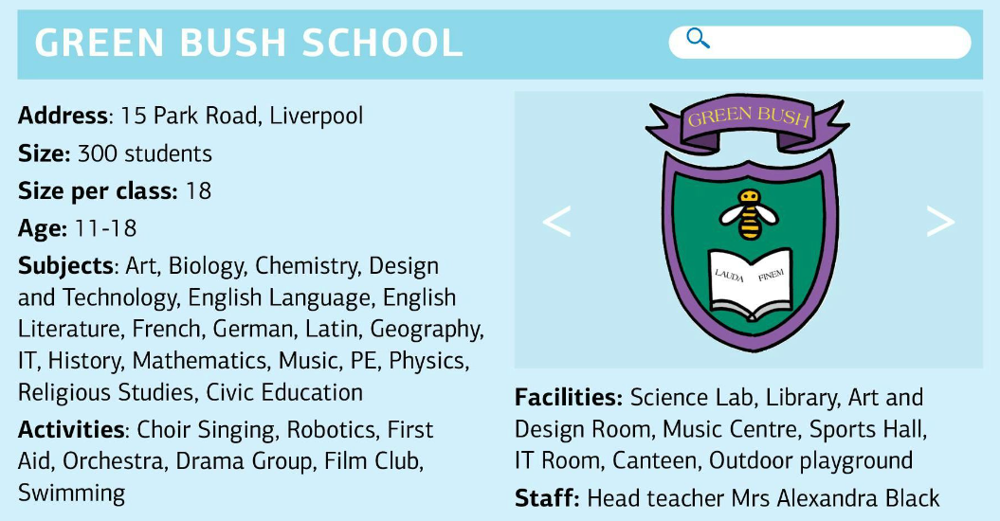 GREEN BUSH SCHOOL
Address: 15 Park Road, Liverpool
Size: 300 students
Size per class: 18
Age: 11-18
Subjects: Art, Biology, Chemistry, Design
and Technology, English Language, English
Literature, French, German, Latin, Geography,
IT, History, Mathematics, Music, PE, Physics,
Religious Studies, Civic Education
Activities: Choir Singing, Robotics, First
Aid, Orchestra, Drama Group, Film Club,
Swimming
GREEN BUSH
<
>
LAUDA FINEM
Facilities: Science Lab, Library, Art and
Design Room, Music Centre, Sports Hall,
IT Room, Canteen, Outdoor playground
Staff: Head teacher Mrs Alexandra Black